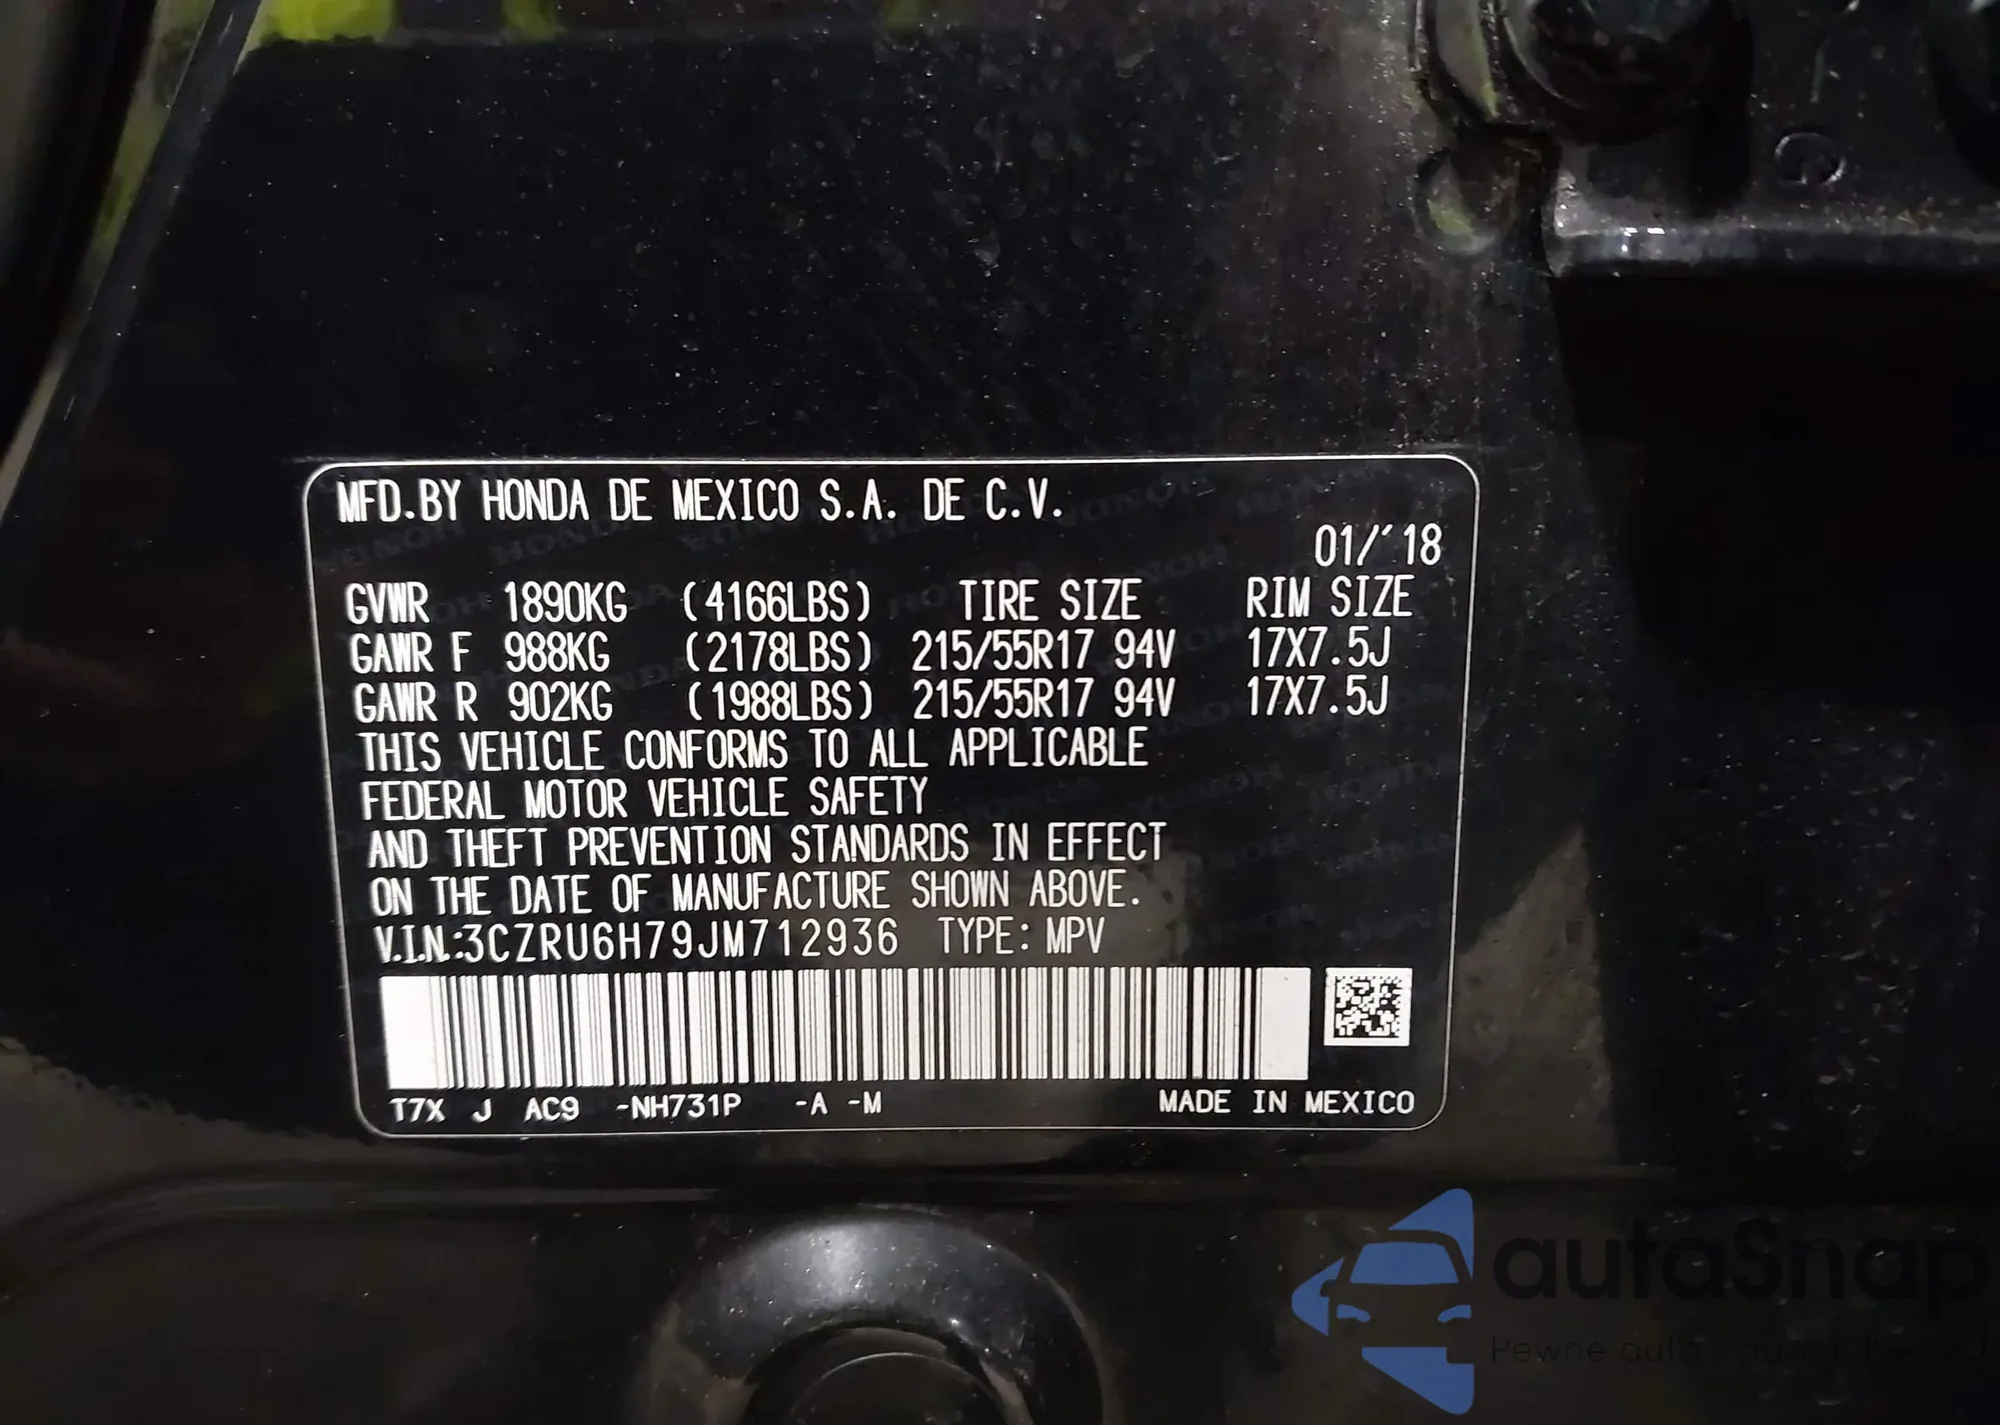 MFD.BY HONDA DE MEXICO S.A. DE C.V.
01/'18
GVWR 1890KG (4166LBS) TIRE SIZE RIM SIZE
GAWR F 988KG (2178LBS) 215/55R17 94V 17X7.5J
GAWR R 902KG (1988LBS) 215/55R17 94V 17X7.5J
THIS VEHICLE CONFORMS TO ALL APPLICABLE
FEDERAL MOTOR VEHICLE SAFETY
AND THEFT PREVENTION STANDARDS IN EFFECT
ON THE DATE OF MANUFACTURE SHOWN ABOVE.
V.I.N.:3CZRU6H79JM712936 TYPE: MPV
T7X J AC9 -NH731P -A -M MADE IN MEXICO
autoSnap
Pewne auta z